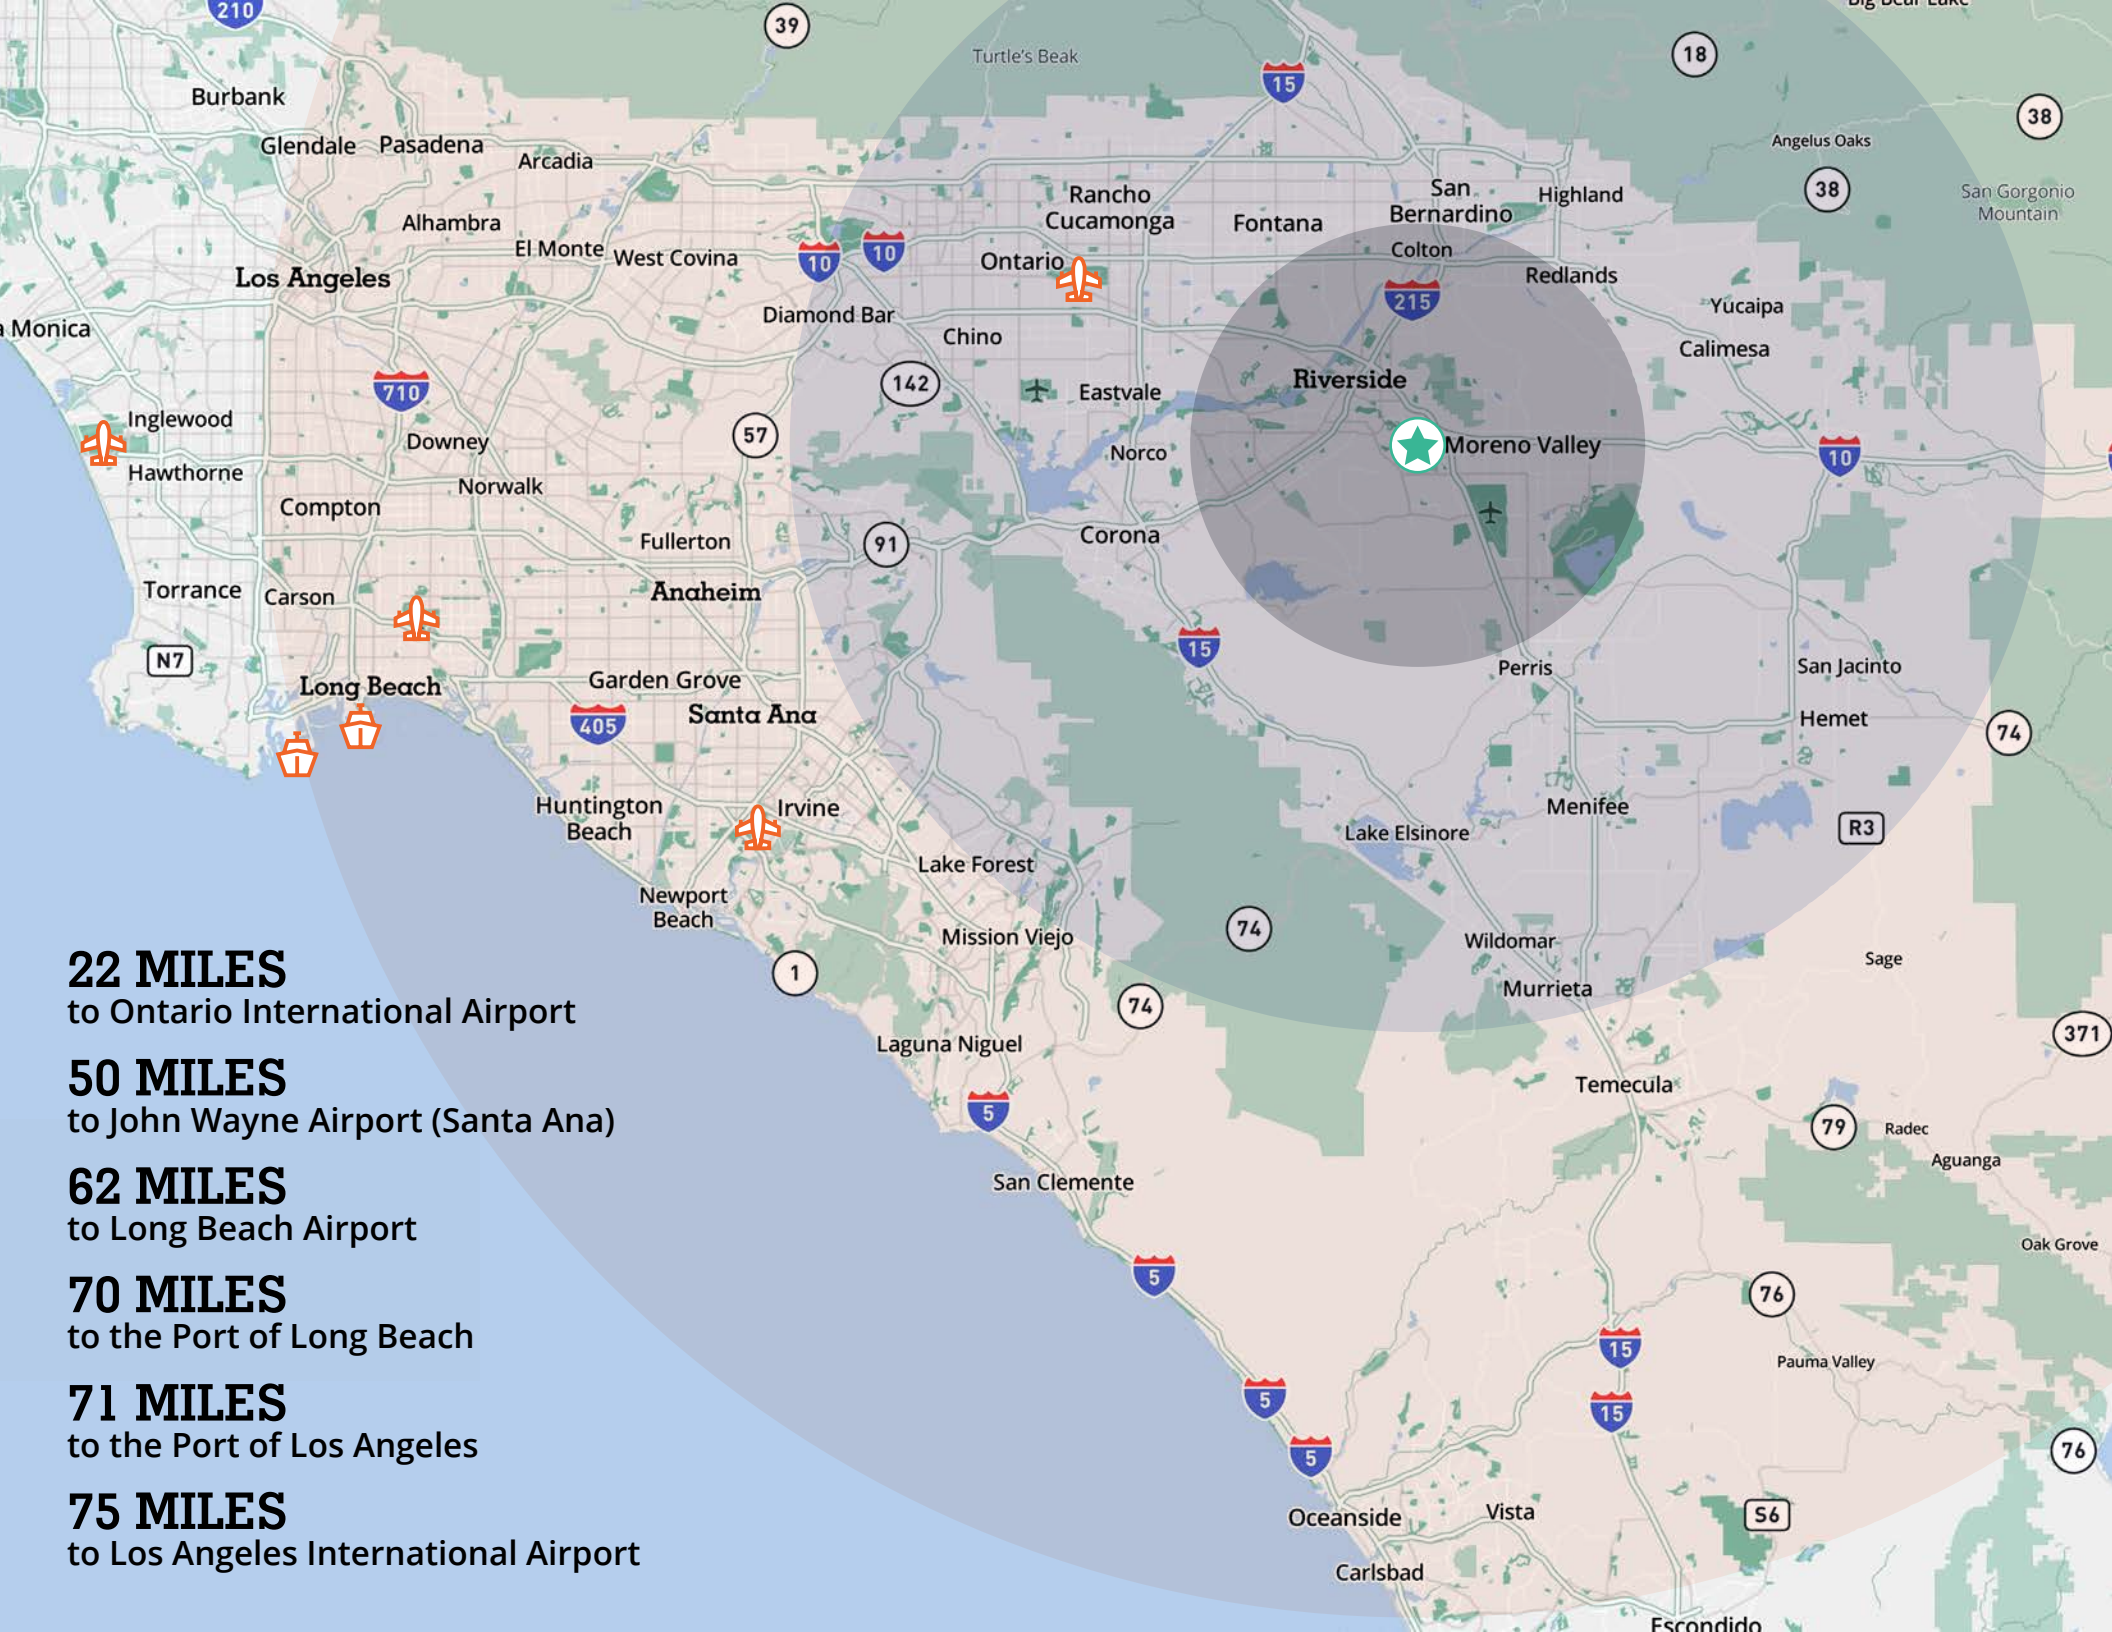 210
39
Big Bear Lake
Turtle's Beak
15
18
Burbank
38
Glendale
Pasadena
Arcadia
Angelus Oaks
38
San Gorgonio
Mountain
Rancho
Cucamonga
San
Bernardino
Highland
Alhambra
Fontana
El Monte
West Covina
10
10
Ontario
Colton
Redlands
Los Angeles
215
Yucaipa
Diamond Bar
a Monica
Chino
Calimesa
710
142
Eastvale
Riverside
Inglewood
Downey
57
Norco
Moreno Valley
10
Hawthorne
Norwalk
Compton
Fullerton
91
Corona
Torrance
Carson
Anaheim
N7
15
Perris
San Jacinto
Long Beach
Garden Grove
405
Santa Ana
Hemet
74
Huntington
Beach
Irvine
Lake Elsinore
Menifee
R3
Lake Forest
Newport
Beach
Mission Viejo
74
Wildomar
Sage
1
74
Murrieta
371
Laguna Niguel
5
Temecula
79
Radec
Aguanga
San Clemente
Oak Grove
5
76
15
Pauma Valley
5
15
5
76
Oceanside
Vista
S6
Carlsbad
Escondido
22 MILES
to Ontario International Airport
50 MILES
to John Wayne Airport (Santa Ana)
62 MILES
to Long Beach Airport
70 MILES
to the Port of Long Beach
71 MILES
to the Port of Los Angeles
75 MILES
to Los Angeles International Airport